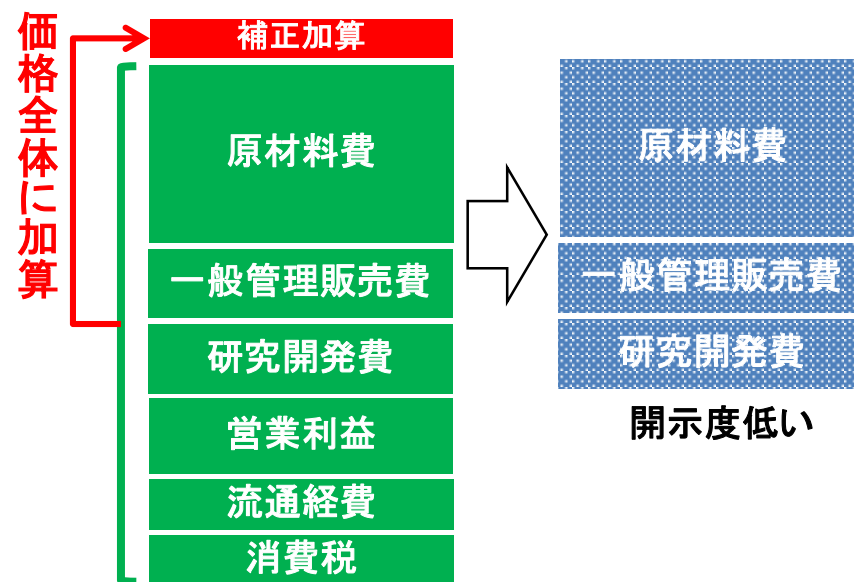 価格全体に加算
補正加算
原材料費
一般管理販売費
研究開発費
営業利益
流通経費
消費税
原材料費
一般管理販売費
研究開発費
開示度低い